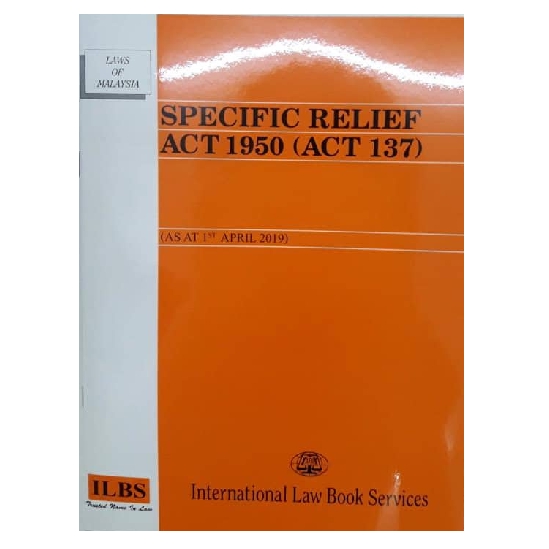 LAWS
OF
MALAYSIA
SPECIFIC RELIEF
ACT 1950 (ACT 137)
(AS AT 1ST APRIL 2019)
International Law Book Services
ILBS
Trusted Name In Law